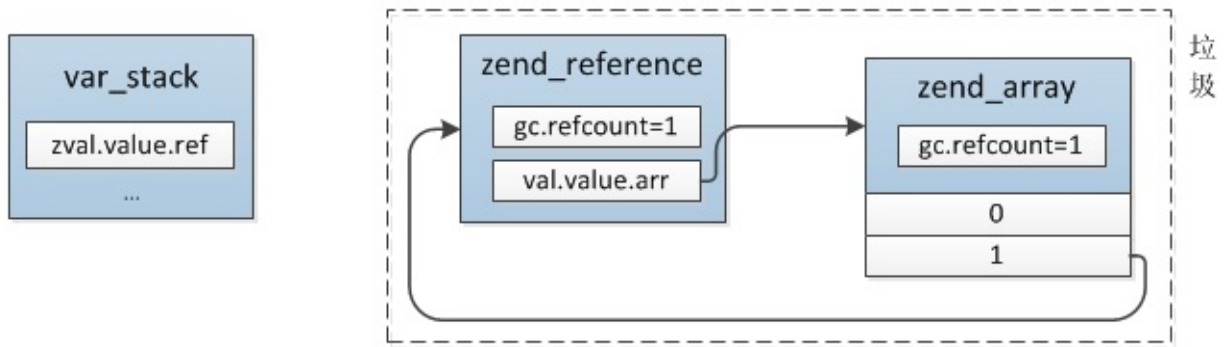 var_stack
zval.value.ref
...
zend_reference
gc.refcount=1
val.value.arr
zend_array
gc.refcount=1
0
1
垃
圾